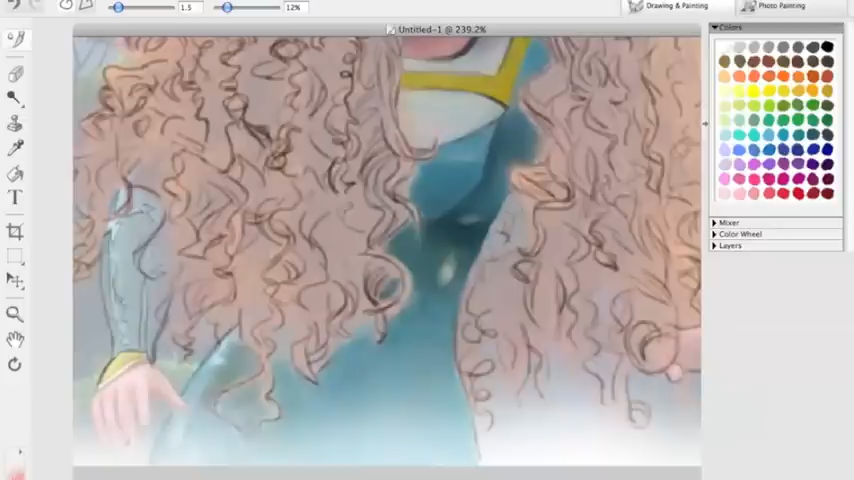 1.5
12%
Drawing & Painting
Photo Painting
Untitled-1 @ 239.2%
Colors
Mixer
Color Wheel
Layers
T